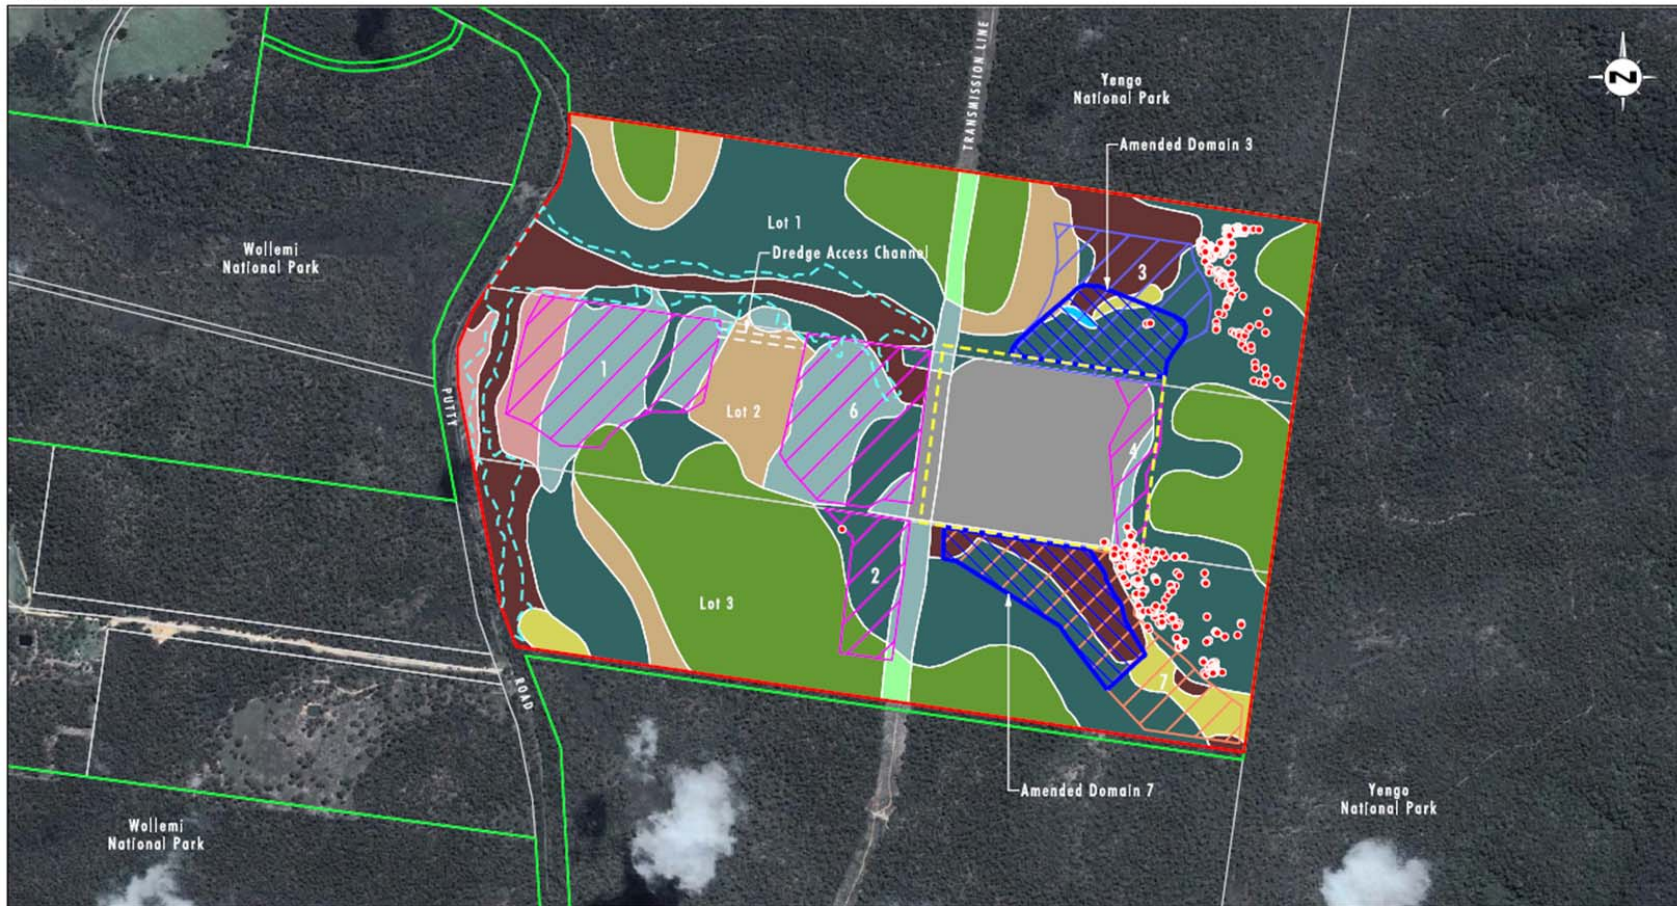 TRANSMISSION LINE
Yengo
National Park
N
Amended Domain 3
Lot 1
Wollemi
National Park
Dredge Access Channel
3
1
PUTTY
Lot 2
6
4
2
Lot 3
7
ROAD
Amended Domain 7
Yengo
National Park
Wollemi
National Park